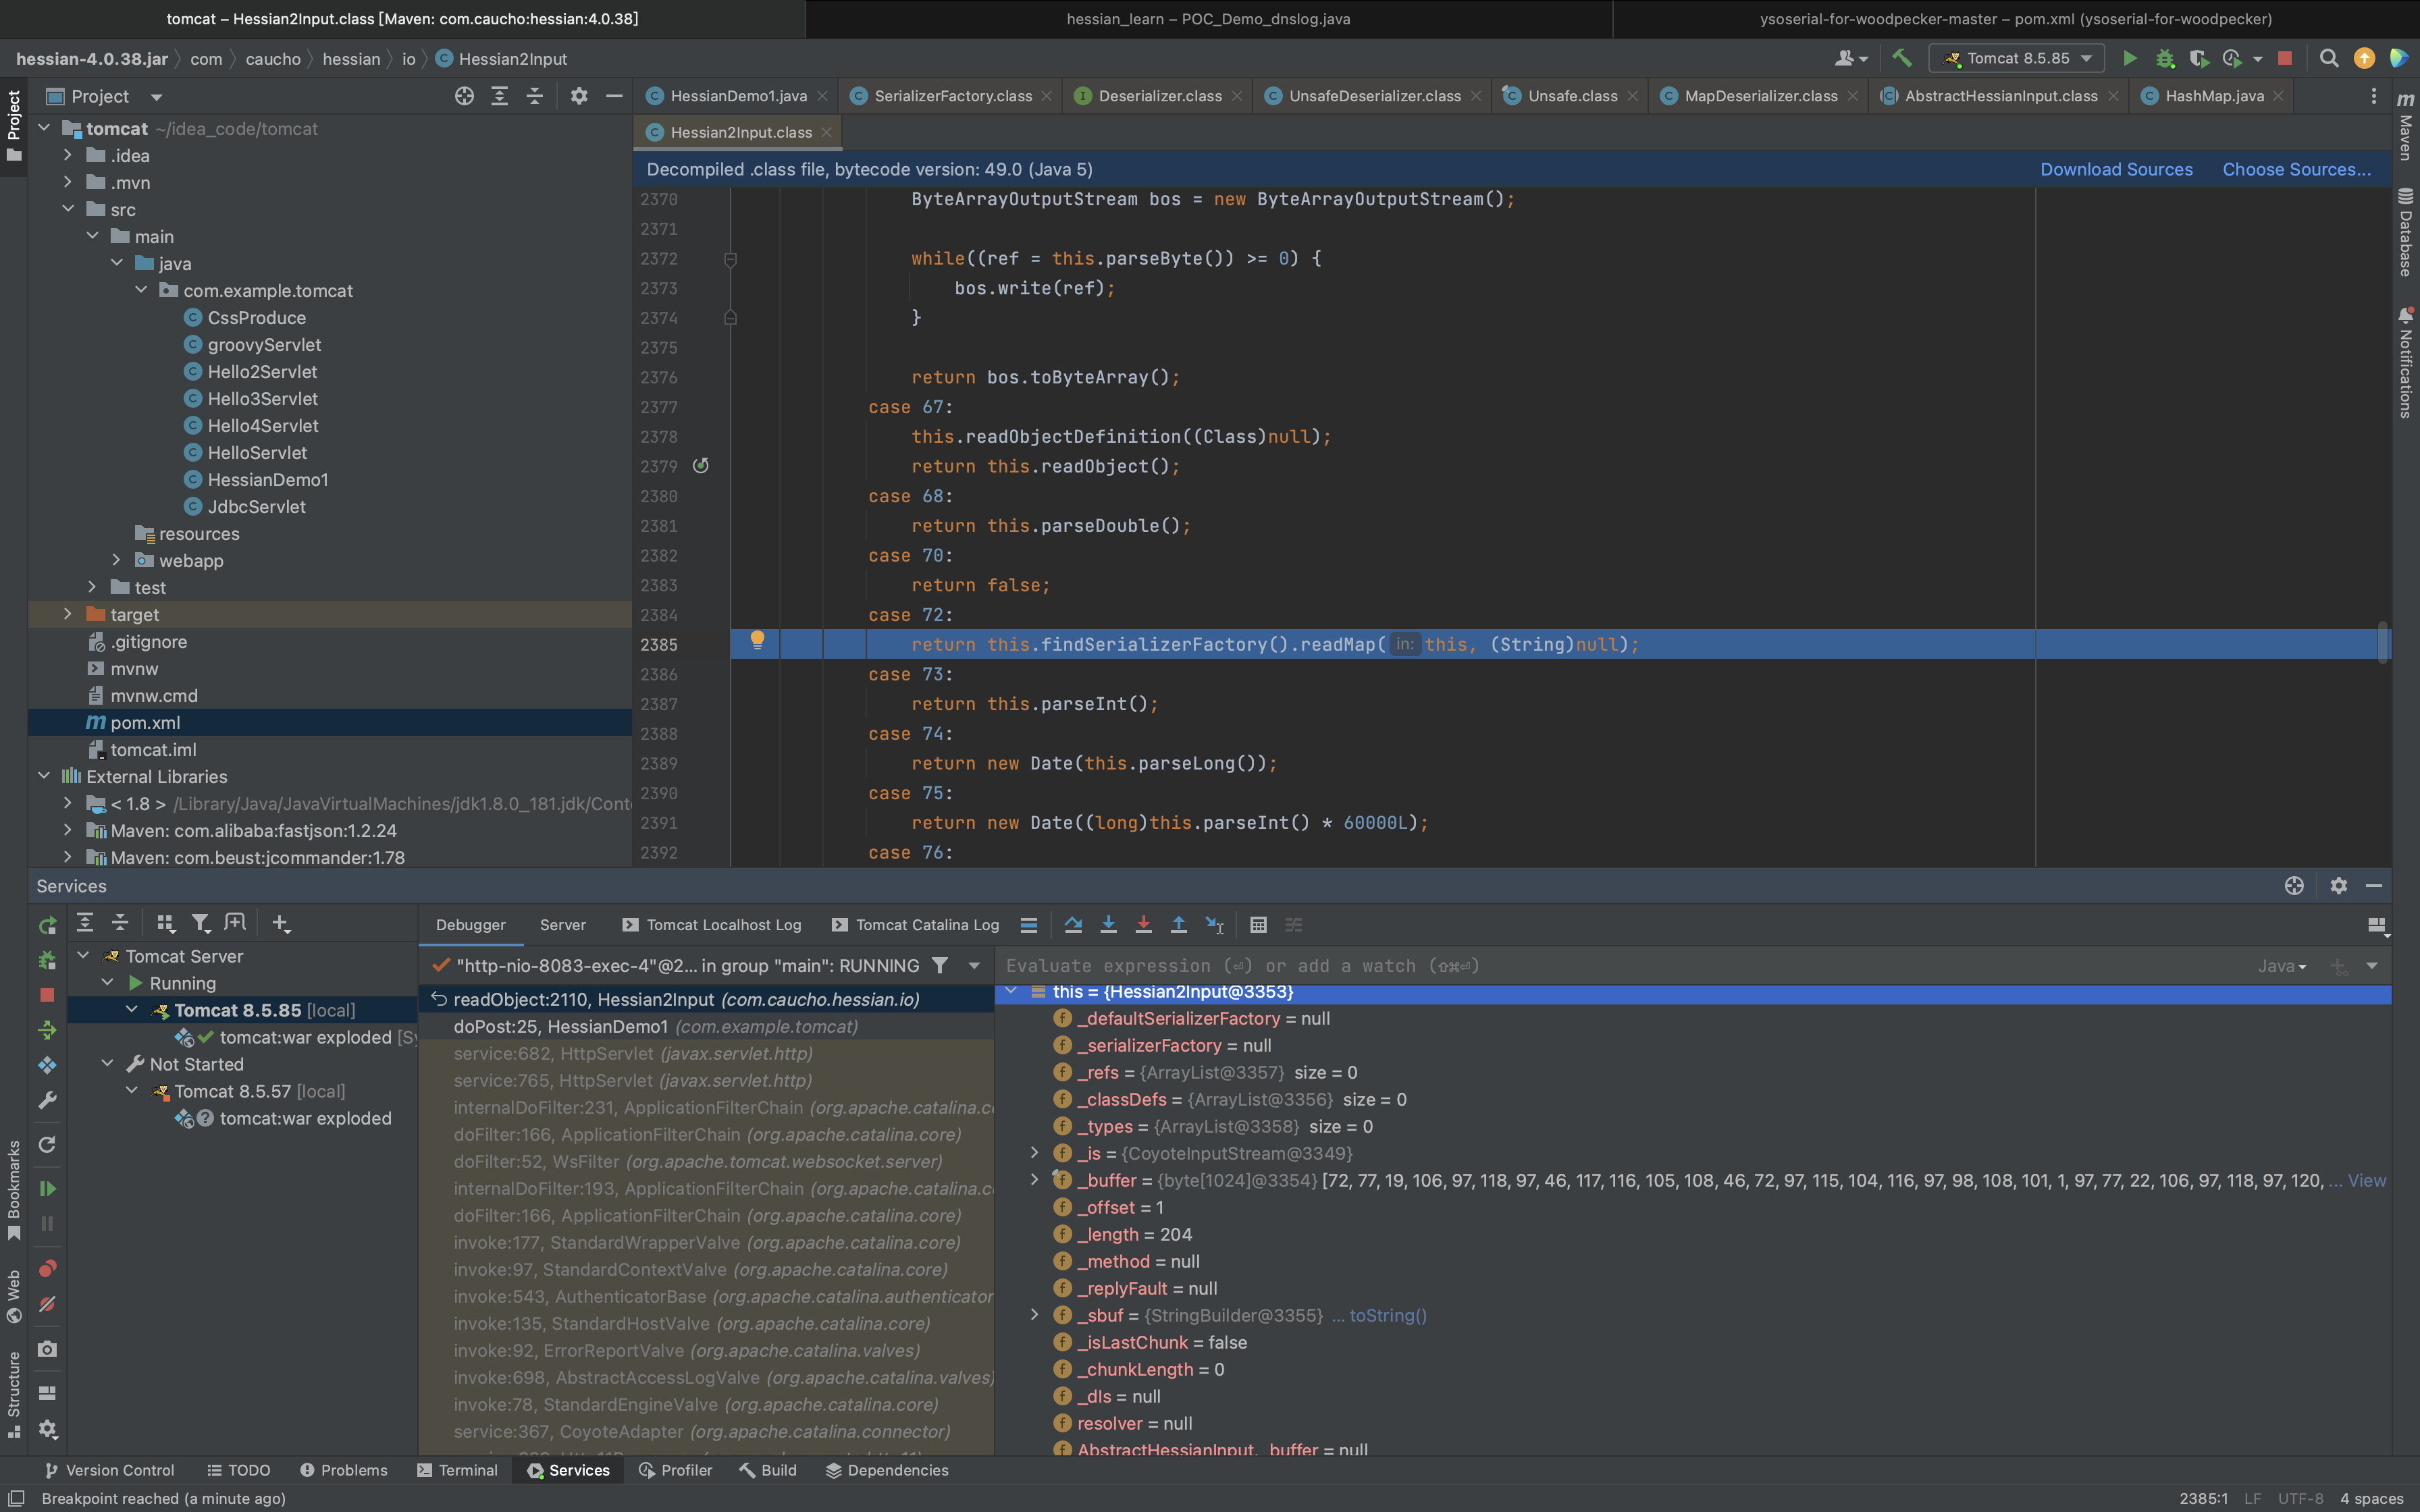 tomcat – Hessian2Input.class [Maven: com.caucho:hessian:4.0.38]
hessian_learn – POC_Demo_dnslog.java
ysoserial-for-woodpecker-master – pom.xml (ysoserial-for-woodpecker)
hessian-4.0.38.jar com caucho hessian io Hessian2Input
Tomcat 8.5.85
Project
HessianDemo1.java SerializerFactory.class Deserializer.class UnsafeDeserializer.class Unsafe.class MapDeserializer.class AbstractHessianInput.class HashMap.java
Hessian2Input.class
Decompiled .class file, bytecode version: 49.0 (Java 5)
Download Sources Choose Sources...
Project
tomcat ~/idea_code/tomcat
.idea
.mvn
src
main
java
com.example.tomcat
CssProduce
groovyServlet
Hello2Servlet
Hello3Servlet
Hello4Servlet
HelloServlet
HessianDemo1
JdbcServlet
resources
webapp
test
target
.gitignore
mvnw
mvnw.cmd
pom.xml
tomcat.iml
External Libraries
< 1.8 > /Library/Java/JavaVirtualMachines/jdk1.8.0_181.jdk/Cont
Maven: com.alibaba:fastjson:1.2.24
Maven: com.beust:jcommander:1.78
2370 ByteArrayOutputStream bos = new ByteArrayOutputStream();
2371
2372 while((ref = this.parseByte()) >= 0) {
2373 bos.write(ref);
2374 }
2375
2376 return bos.toByteArray();
2377 case 67:
2378 this.readObjectDefinition((Class)null);
2379 return this.readObject();
2380 case 68:
2381 return this.parseDouble();
2382 case 70:
2383 return false;
2384 case 72:
2385 return this.findSerializerFactory().readMap( in: this, (String)null);
2386 case 73:
2387 return this.parseInt();
2388 case 74:
2389 return new Date(this.parseLong());
2390 case 75:
2391 return new Date((long)this.parseInt() * 60000L);
2392 case 76:
Maven
Database
Notifications
Services
Debugger Server Tomcat Localhost Log Tomcat Catalina Log
Tomcat Server
Running
Tomcat 8.5.85 [local]
tomcat:war exploded [Sy
Not Started
Tomcat 8.5.57 [local]
tomcat:war exploded
"http-nio-8083-exec-4"@2... in group "main": RUNNING
readObject:2110, Hessian2Input (com.caucho.hessian.io)
doPost:25, HessianDemo1 (com.example.tomcat)
service:682, HttpServlet (javax.servlet.http)
service:765, HttpServlet (javax.servlet.http)
internalDoFilter:231, ApplicationFilterChain (org.apache.catalina.c
doFilter:166, ApplicationFilterChain (org.apache.catalina.core)
doFilter:52, WsFilter (org.apache.tomcat.websocket.server)
internalDoFilter:193, ApplicationFilterChain (org.apache.catalina.c
doFilter:166, ApplicationFilterChain (org.apache.catalina.core)
invoke:177, StandardWrapperValve (org.apache.catalina.core)
invoke:97, StandardContextValve (org.apache.catalina.core)
invoke:543, AuthenticatorBase (org.apache.catalina.authenticator
invoke:135, StandardHostValve (org.apache.catalina.core)
invoke:92, ErrorReportValve (org.apache.catalina.valves)
invoke:698, AbstractAccessLogValve (org.apache.catalina.valves)
invoke:78, StandardEngineValve (org.apache.catalina.core)
service:367, CoyoteAdapter (org.apache.catalina.connector)
Evaluate expression (⏎) or add a watch (⇧⌘⏎)
Java
this = {Hessian2Input@3353}
_defaultSerializerFactory = null
_serializerFactory = null
_refs = {ArrayList@3357} size = 0
_classDefs = {ArrayList@3356} size = 0
_types = {ArrayList@3358} size = 0
_is = {CoyoteInputStream@3349}
_buffer = {byte[1024]@3354} [72, 77, 19, 106, 97, 118, 97, 46, 117, 116, 105, 108, 46, 72, 97, 115, 104, 116, 97, 98, 108, 101, 1, 97, 77, 22, 106, 97, 118, 97, 120, ... View
_offset = 1
_length = 204
_method = null
_replyFault = null
_sbuf = {StringBuilder@3355} ... toString()
_isLastChunk = false
_chunkLength = 0
_dIs = null
resolver = null
AbstractHessianInput._buffer = null
Bookmarks
Web
Structure
Version Control TODO Problems Terminal Services Profiler Build Dependencies
Breakpoint reached (a minute ago)
2385:1 LF UTF-8 4 spaces